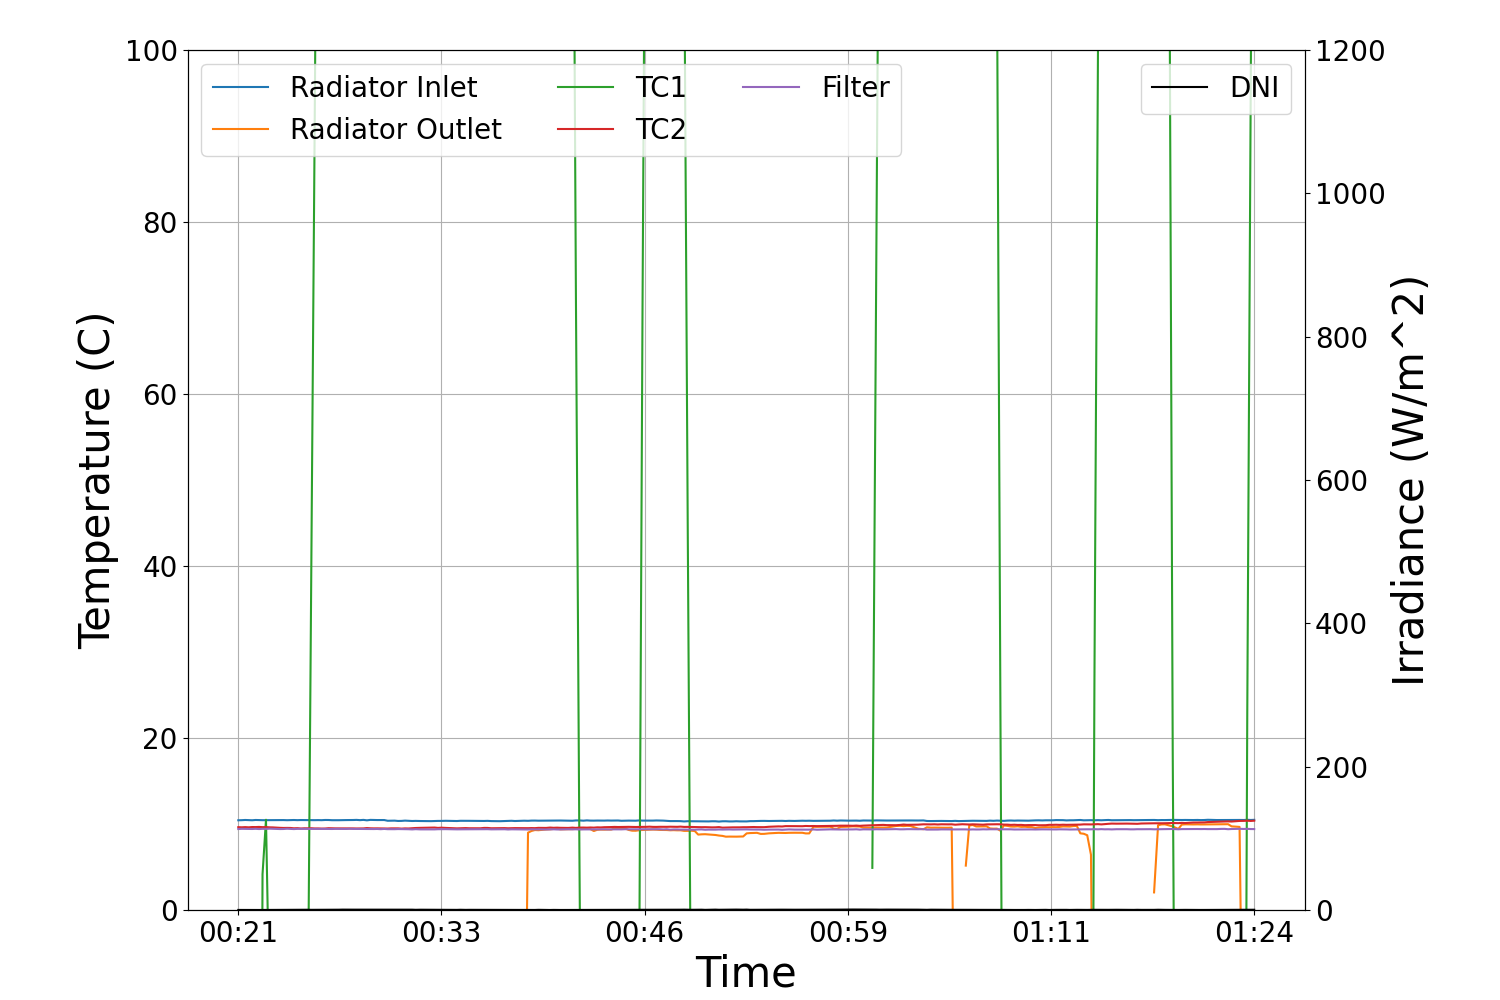 100
80
60
40
20
0
Temperature (C)
Radiator Inlet
Radiator Outlet
TC1
TC2
Filter
DNI
1200
1000
800
600
400
200
0
Irradiance (W/m^2)
00:21 00:33 00:46 00:59 01:11 01:24
Time